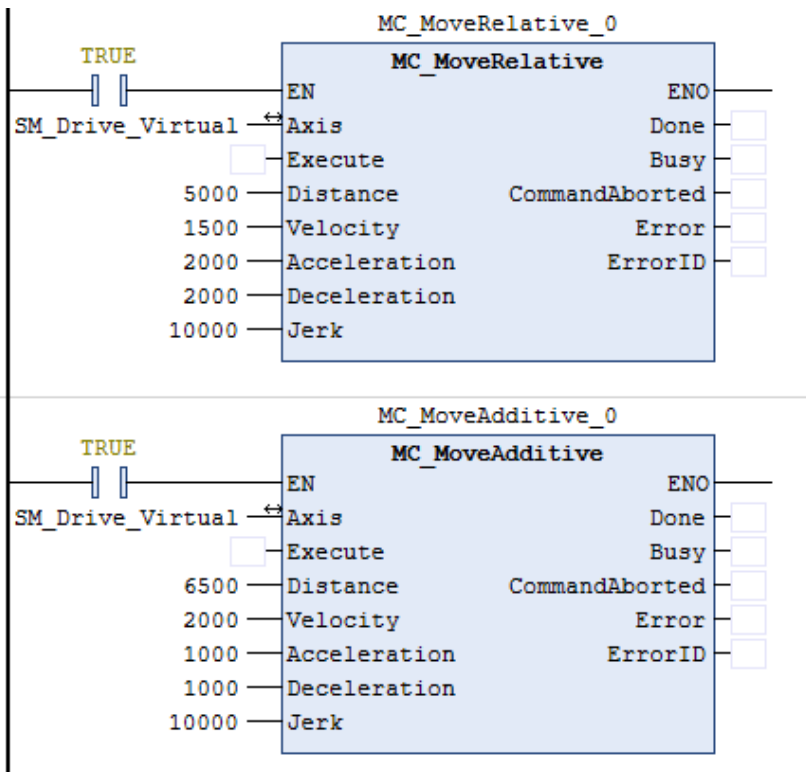 MC_MoveRelative_0
TRUE
MC_MoveRelative
EN ENO
SM_Drive_Virtual Axis Done
Execute Busy
5000 Distance CommandAborted
1500 Velocity Error
2000 Acceleration ErrorID
2000 Deceleration
10000 Jerk
MC_MoveAdditive_0
TRUE
MC_MoveAdditive
EN ENO
SM_Drive_Virtual Axis Done
Execute Busy
6500 Distance CommandAborted
2000 Velocity Error
1000 Acceleration ErrorID
1000 Deceleration
10000 Jerk